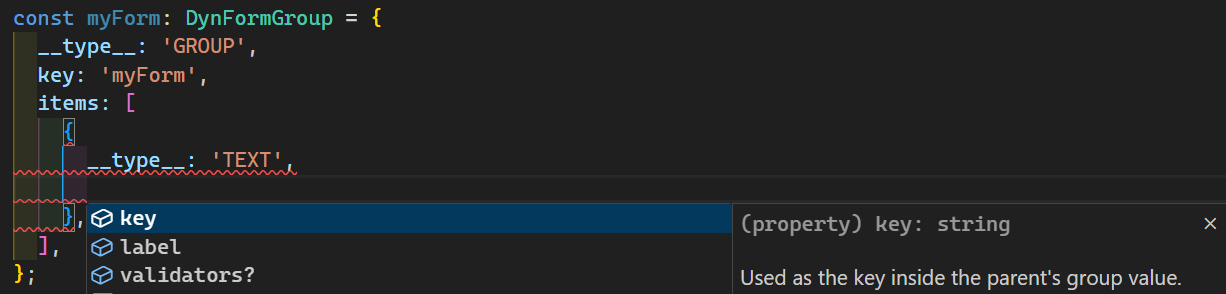 const myForm: DynFormGroup = {
__type__: 'GROUP',
key: 'myForm',
items: [
{
__type__: 'TEXT',
},
key
(property) key: string
label
validators?
Used as the key inside the parent's group value.
],
};